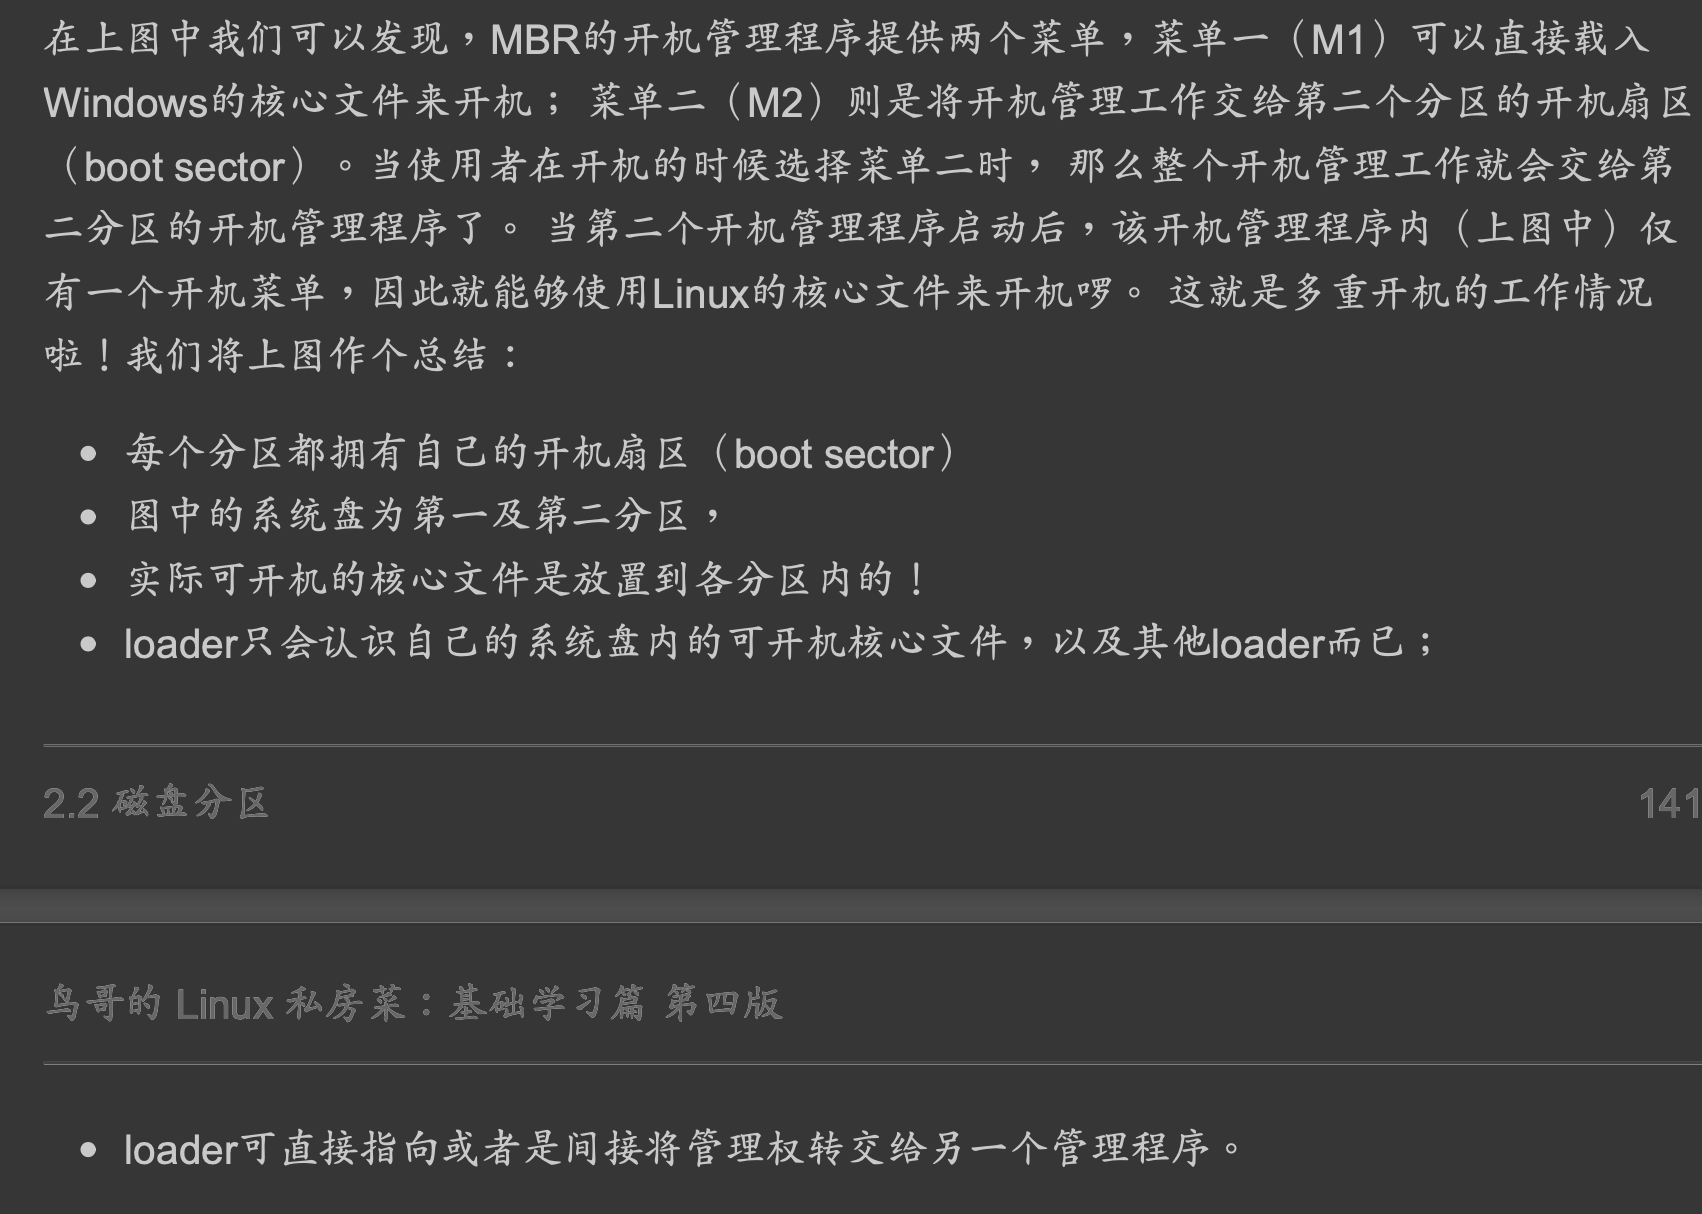 在上图中我们可以发现，MBR的开机管理程序提供两个菜单，菜单一（M1）可以直接载入
Windows的核心文件来开机； 菜单二（M2）则是将开机管理工作交给第二个分区的开机扇区
（boot sector）。当使用者在开机的时候选择菜单二时， 那么整个开机管理工作就会交给第
二分区的开机管理程序了。 当第二个开机管理程序启动后，该开机管理程序内（上图中）仅
有一个开机菜单，因此就能够使用Linux的核心文件来开机啰。 这就是多重开机的工作情况
啦！我们将上图作个总结：
• 每个分区都拥有自己的开机扇区（boot sector）
• 图中的系统盘为第一及第二分区，
• 实际可开机的核心文件是放置到各分区内的！
• loader只会认识自己的系统盘内的可开机核心文件，以及其他loader而已；
2.2 磁盘分区 141
鸟哥的 Linux 私房菜：基础学习篇 第四版
• loader可直接指向或者是间接将管理权转交给另一个管理程序。